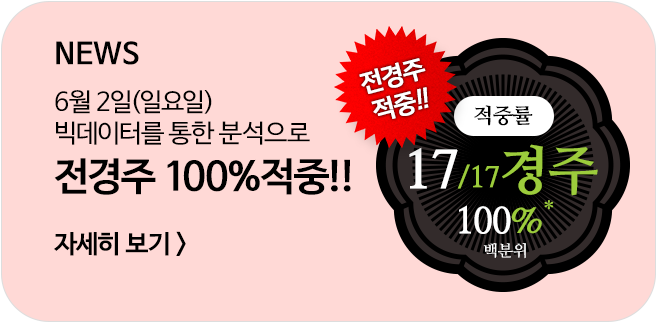 NEWS
6월 2일(일요일)
빅데이터를 통한 분석으로
전경주 100%적중!!
자세히 보기 〉
전경주
적중!!
적중률
17/17경주
100%*
백분위